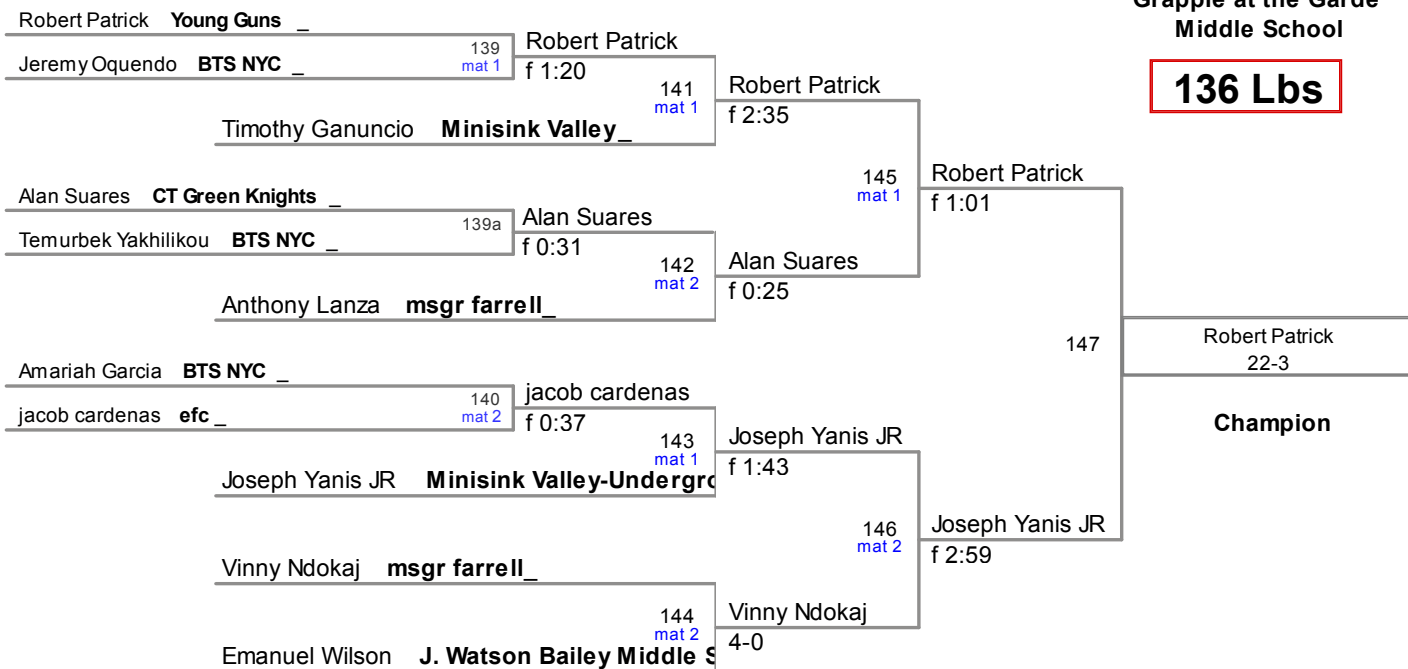 Grapple at the Garde
Middle School
136 Lbs
Robert Patrick Young Guns _
Jeremy Oquendo BTS NYC _
139
mat 1
Robert Patrick
f 1:20
Timothy Ganuncio Minisink Valley_
141
mat 1
Robert Patrick
f 2:35
Alan Suares CT Green Knights _
Temurbek Yakhilikou BTS NYC _
139a
Alan Suares
f 0:31
Anthony Lanza msgr farrell_
142
mat 2
Alan Suares
f 0:25
145
mat 1
Robert Patrick
f 1:01
Amariah Garcia BTS NYC _
jacob cardenas efc _
140
mat 2
jacob cardenas
f 0:37
Joseph Yanis JR Minisink Valley-Undergro
143
mat 1
Joseph Yanis JR
f 1:43
Vinny Ndokaj msgr farrell_
Emanuel Wilson J. Watson Bailey Middle S
144
mat 2
Vinny Ndokaj
4-0
146
mat 2
Joseph Yanis JR
f 2:59
147
Robert Patrick
22-3
Champion